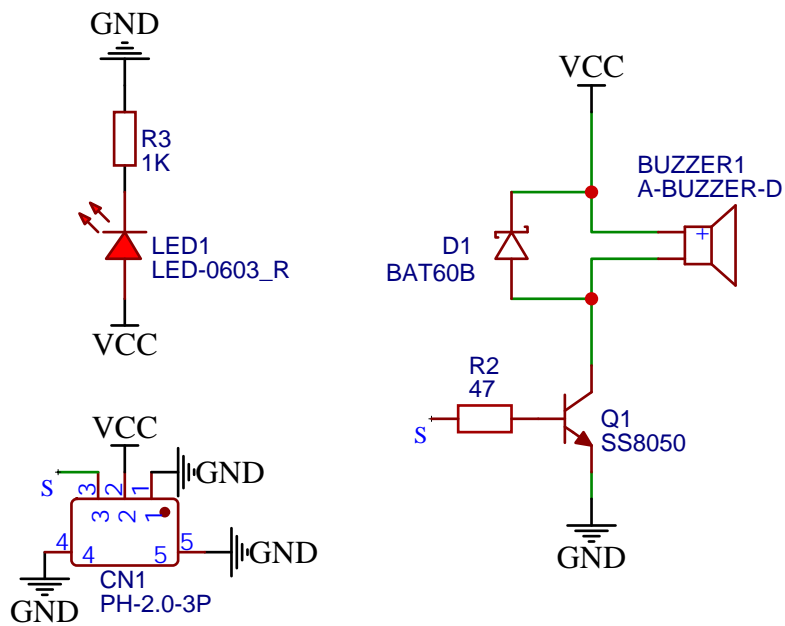 GND
R3
1K
LED1
LED-0603_R
VCC
VCC
BUZZER1
A-BUZZER-D
+
D1
BAT60B
R2
47
S
Q1
SS8050
GND
VCC
GND
S
3 2 1
3 2 1
4 4 5 5
GND
GND
CN1
PH-2.0-3P